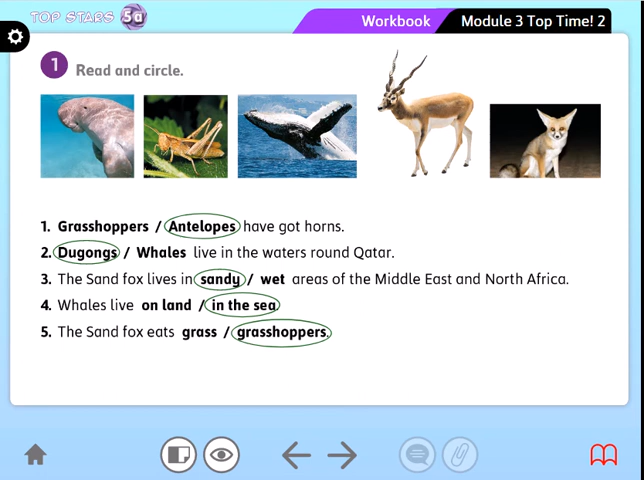 TOP STARS 5a
Workbook
Module 3 Top Time! 2
1 Read and circle.
1. Grasshoppers / Antelopes have got horns.
2. Dugongs / Whales live in the waters round Qatar.
3. The Sand fox lives in sandy / wet areas of the Middle East and North Africa.
4. Whales live on land / in the sea
5. The Sand fox eats grass / grasshoppers.